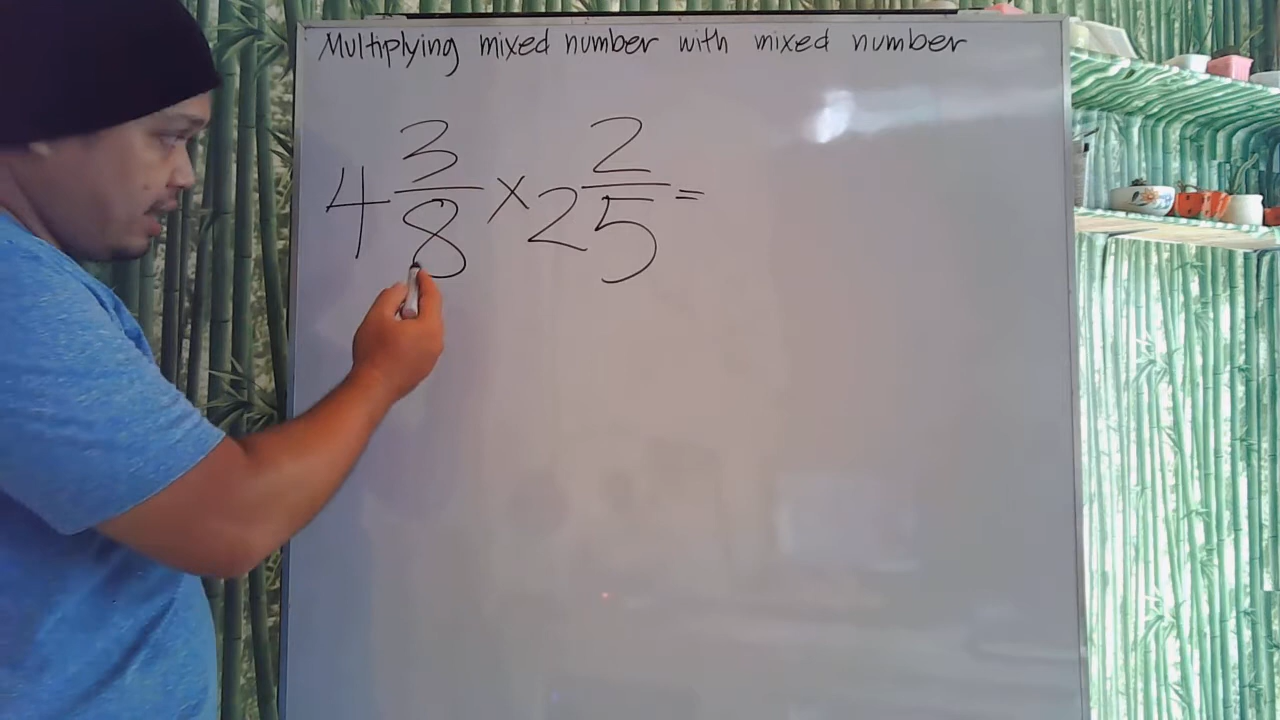 Multiplying mixed number with mixed number
4 3/8 × 2 2/5 =